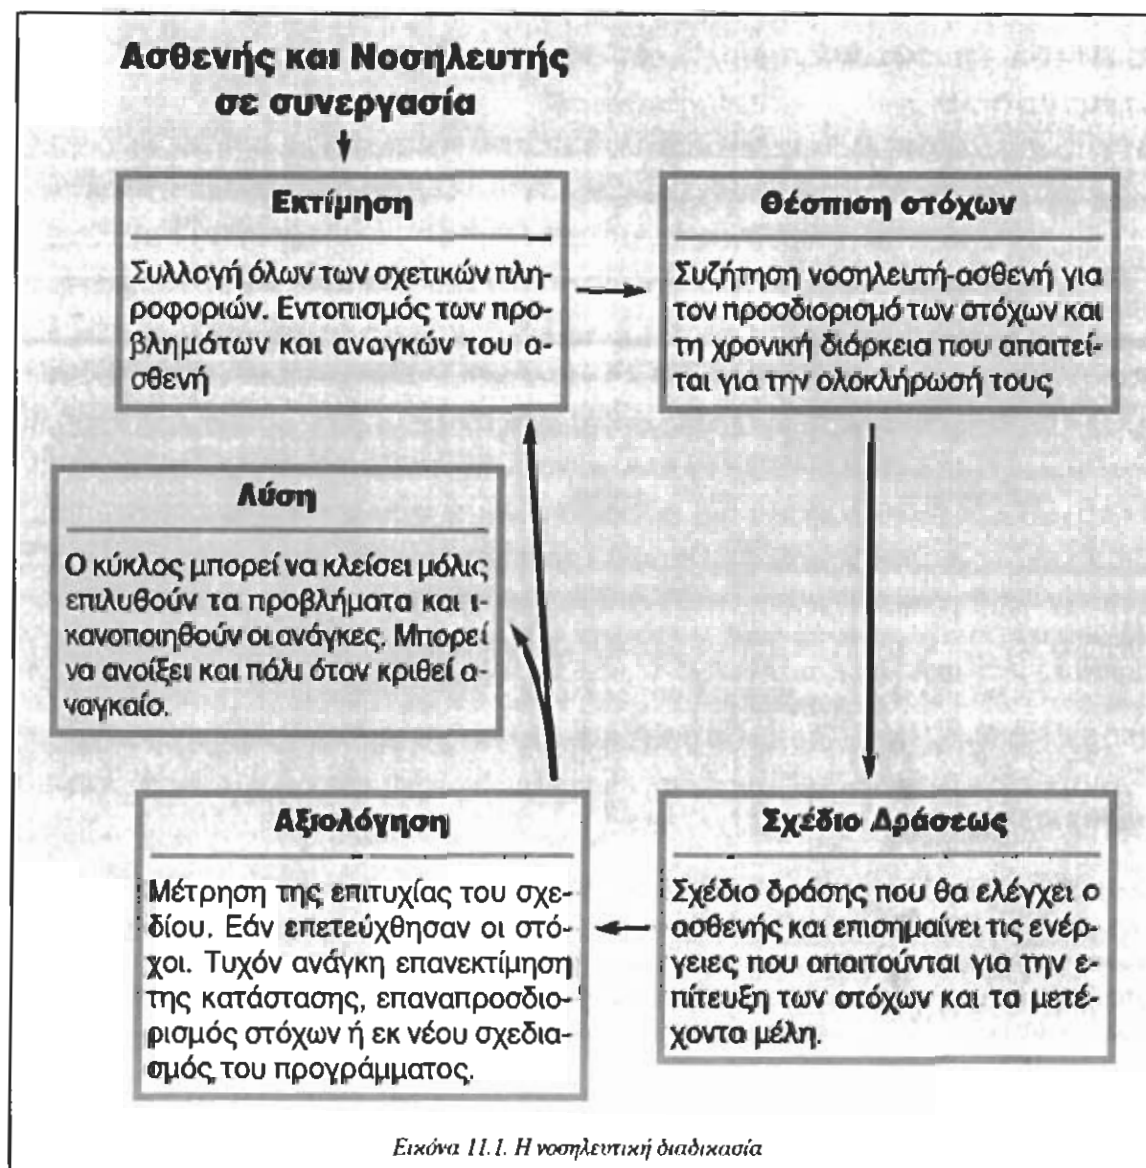 Ασθενής και Νοσηλευτής
σε συνεργασία
Εκτίμηση
Συλλογή όλων των σχετικών πλη-
ροφοριών. Εντοπισμός των προ-
βλημάτων και αναγκών του α-
σθενή
Θέσπιση στόχων
Συζήτηση νοσηλευτή-ασθενή για
τον προσδιορισμό των στόχων και
τη χρονική διάρκεια που απαιτεί-
ται για την ολοκλήρωσή τους
Λύση
Ο κύκλος μπορεί να κλείσει μόλις
επιλυθούν τα προβλήματα και ι-
κανοποιηθούν οι ανάγκες. Μπορεί
να ανοίξει και πάλι όταν κριθεί α-
ναγκαίο.
Αξιολόγηση
Μέτρηση της επιτυχίας του σχε-
δίου. Εάν επετεύχθησαν οι στό-
χοι. Τυχόν ανάγκη επανεκτίμηση
της κατάστασης, επαναπροσδιο-
ρισμός στόχων ή εκ νέου σχεδια-
σμός του προγράμματος.
Σχέδιο Δράσεως
Σχέδιο δράσης που θα ελέγχει ο
ασθενής και επισημαίνει τις ενέρ-
γειες που απαιτούνται για την ε-
πίτευξη των στόχων και τα μετέ-
χοντα μέλη.
Εικόνα 11.1. Η νοσηλευτική διαδικασία